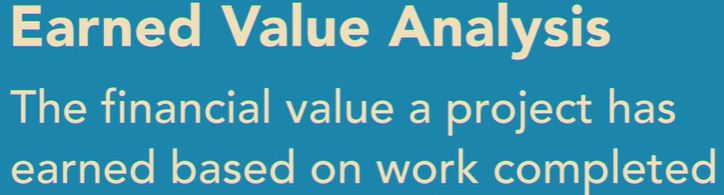 Earned Value Analysis
The financial value a project has
earned based on work completed